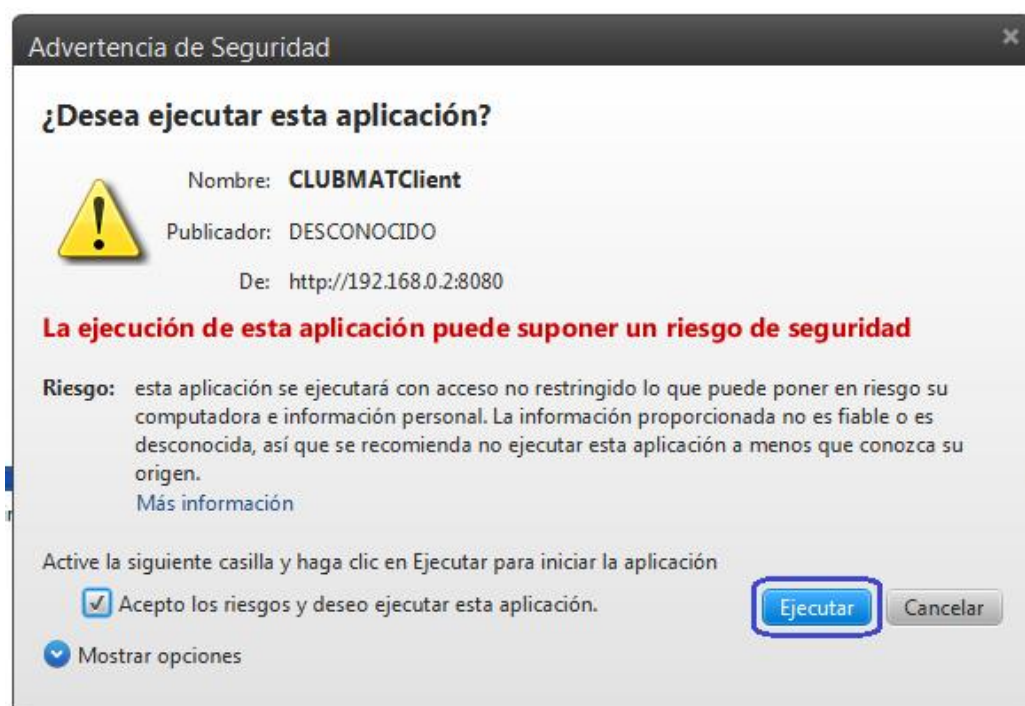 Advertencia de Seguridad
¿Desea ejecutar esta aplicación?
Nombre: CLUBMATClient
Publicador: DESCONOCIDO
De: http://192.168.0.2:8080
La ejecución de esta aplicación puede suponer un riesgo de seguridad
Riesgo: esta aplicación se ejecutará con acceso no restringido lo que puede poner en riesgo su
computadora e información personal. La información proporcionada no es fiable o es
desconocida, así que se recomienda no ejecutar esta aplicación a menos que conozca su
origen.
Más información
Active la siguiente casilla y haga clic en Ejecutar para iniciar la aplicación
Acepto los riesgos y deseo ejecutar esta aplicación.
Ejecutar Cancelar
Mostrar opciones